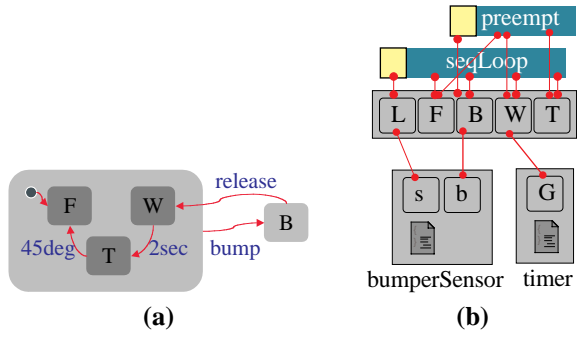 preempt
seqLoop
L F B W T
s b G
bumperSensor timer
release
F W B
45deg T 2sec bump
(a) (b)